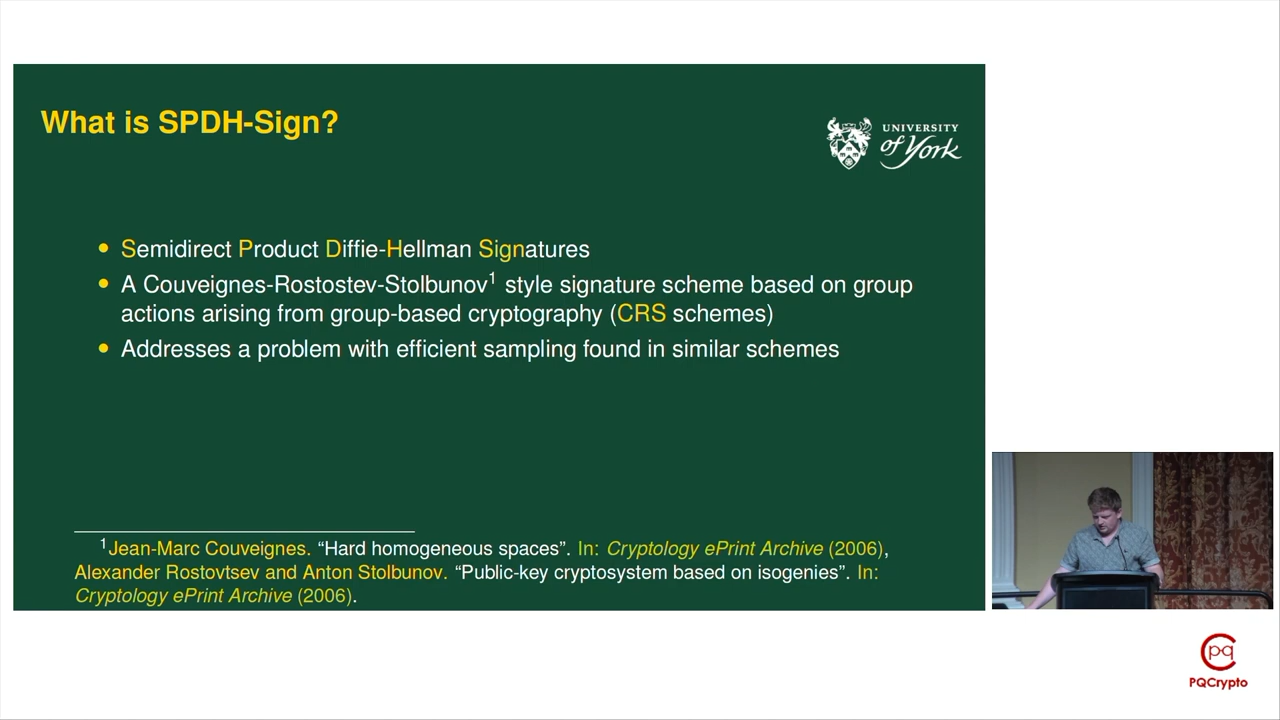 What is SPDH-Sign?
UNIVERSITY
of York
• Semidirect Product Diffie-Hellman Signatures
• A Couveignes-Rostostev-Stolbunov1 style signature scheme based on group
actions arising from group-based cryptography (CRS schemes)
• Addresses a problem with efficient sampling found in similar schemes
1Jean-Marc Couveignes. “Hard homogeneous spaces”. In: Cryptology ePrint Archive (2006),
Alexander Rostovtsev and Anton Stolbunov. “Public-key cryptosystem based on isogenies”. In:
Cryptology ePrint Archive (2006).
pq
PQCrypto